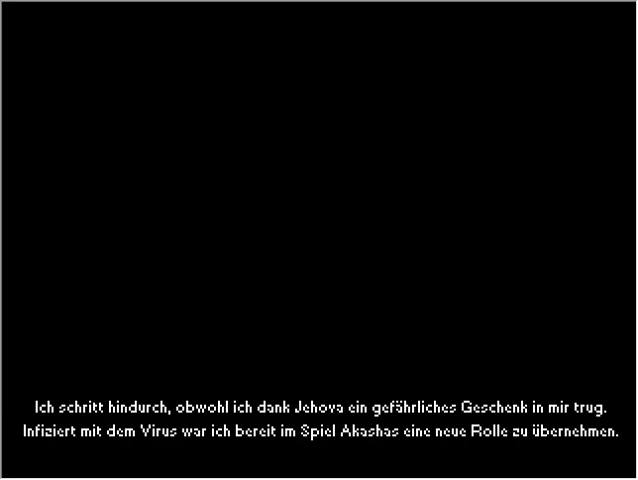 Ich schritt hindurch, obwohl ich dank Jehova ein gefährliches Geschenk in mir trug.
Infiziert mit dem Virus war ich bereit im Spiel Akashas eine neue Rolle zu übernehmen.